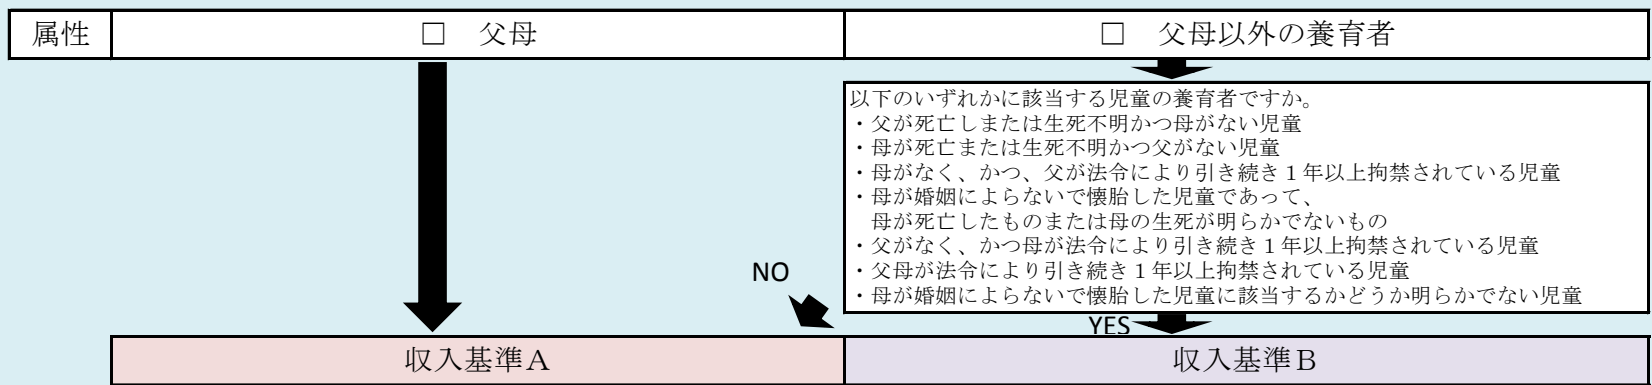 属性 □ 父母 □ 父母以外の養育者
以下のいずれかに該当する児童の養育者ですか。
・父が死亡しまたは生死不明かつ母がない児童
・母が死亡または生死不明かつ父がない児童
・母がなく、かつ、父が法令により引き続き１年以上拘禁されている児童
・母が婚姻によらないで懐胎した児童であって、
母が死亡したものまたは母の生死が明らかでないもの
・父がなく、かつ母が法令により引き続き１年以上拘禁されている児童
・父母が法令により引き続き１年以上拘禁されている児童
・母が婚姻によらないで懐胎した児童に該当するかどうか明らかでない児童
NO
YES
収入基準Ａ 収入基準Ｂ